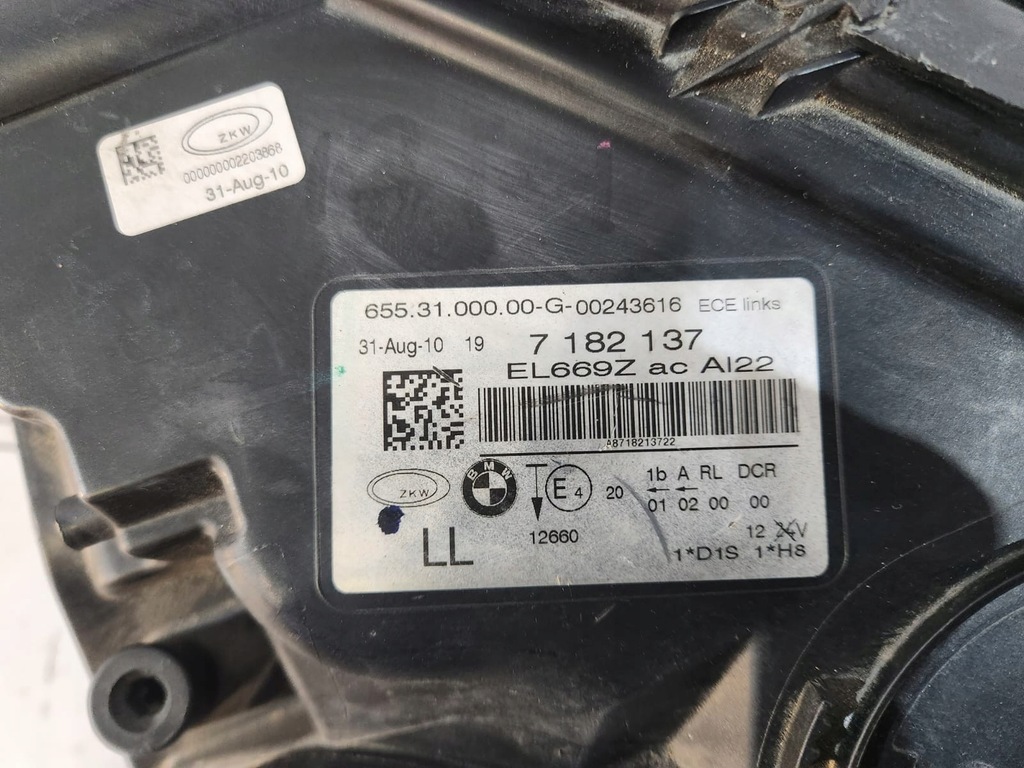 ZKW
000000002203868
31-Aug-10
655.31.000.00-G-00243616 ECE links
31-Aug-10 19 7 182 137
EL669Z ac AI22
A8718213722
ZKW BMW E4 20 1b A RL DCR
01 02 00 00
LL 12660 12 24V
1*D1S 1*H8